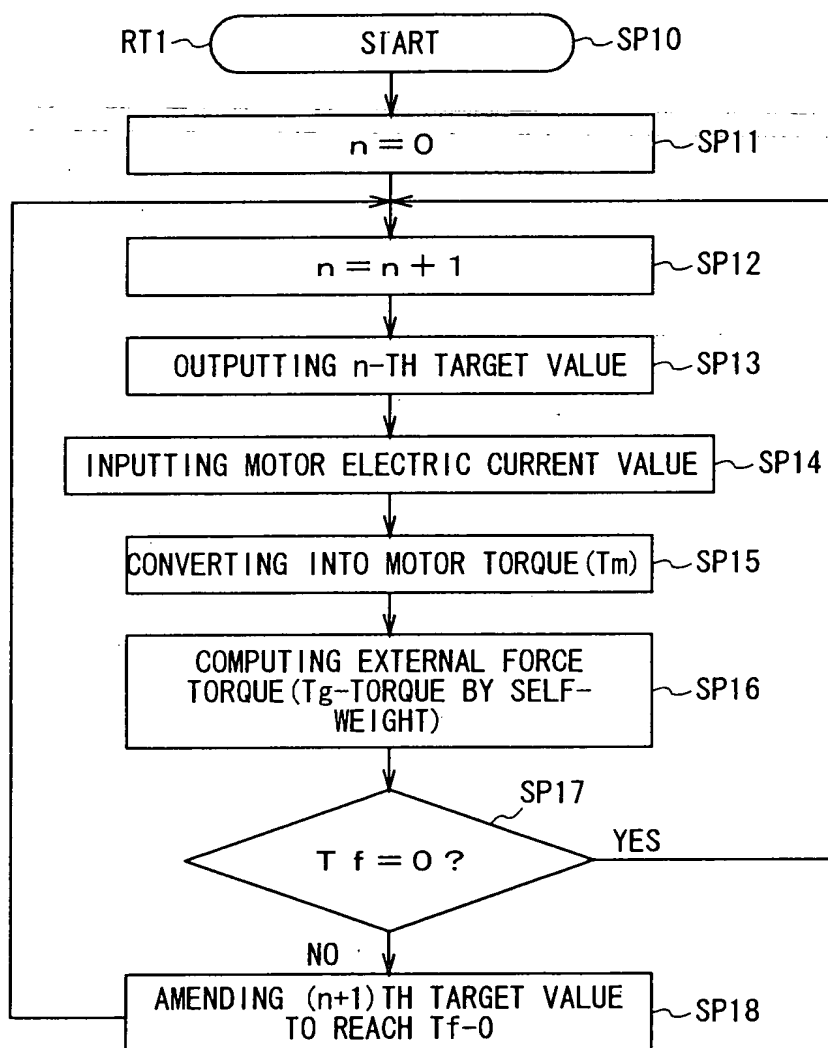 RT1 START SP10
n = 0 SP11
n = n + 1 SP12
OUTPUTTING n-TH TARGET VALUE SP13
INPUTTING MOTOR ELECTRIC CURRENT VALUE SP14
CONVERTING INTO MOTOR TORQUE(Tm) SP15
COMPUTING EXTERNAL FORCE
TORQUE(Tg-TORQUE BY SELF-
WEIGHT)
SP16
SP17
Tf = 0 ?
YES
NO
AMENDING (n+1)TH TARGET VALUE
TO REACH Tf-0
SP18